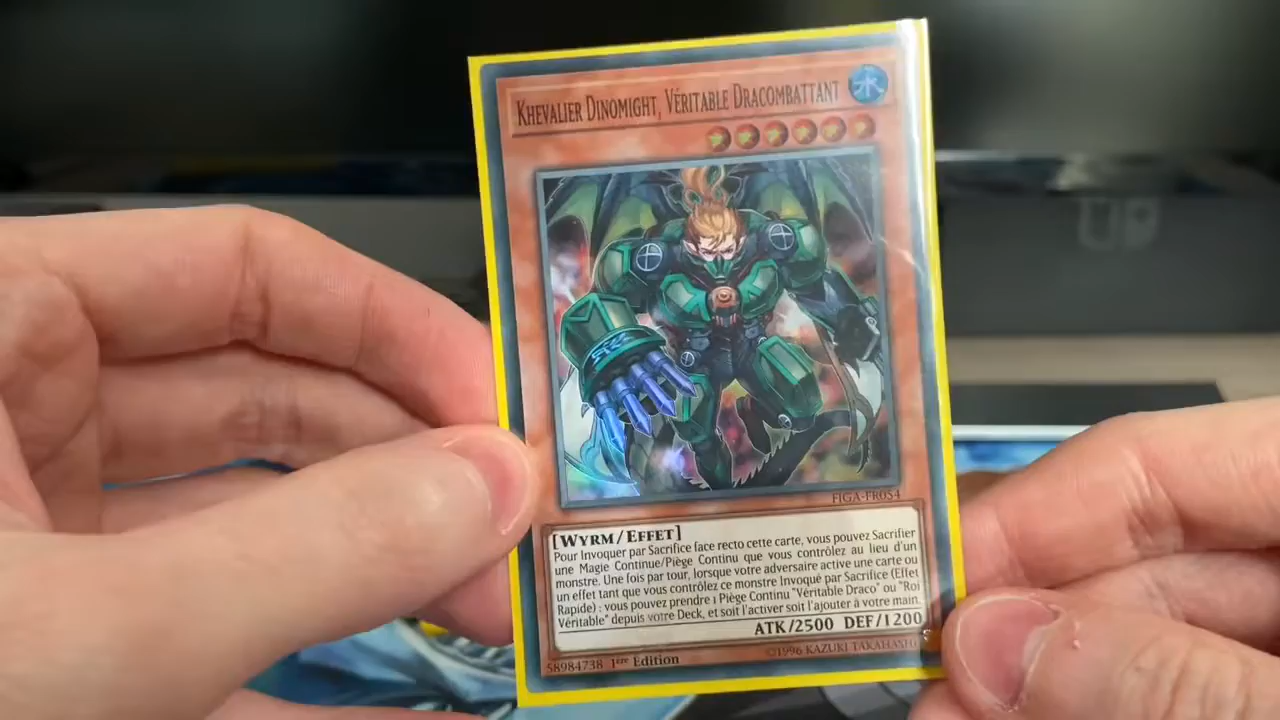 KHEVALIER DINOMIGHT, VÉRITABLE DRACOMBATTANT
水
FIGA-FR054
[WYRM/EFFET]
Pour Invoquer par Sacrifice face recto cette carte, vous pouvez Sacrifier
une Magie Continue/Piège Continu que vous contrôlez au lieu d'un
monstre. Une fois par tour, lorsque votre adversaire active une carte ou
un effet tant que vous contrôlez ce monstre Invoqué par Sacrifice (Effet
Rapide) : vous pouvez prendre 1 Piège Continu "Véritable Draco" ou "Roi
Véritable" depuis votre Deck, et soit l'activer soit l'ajouter à votre main.
ATK/2500 DEF/1200
58984738 1ère Edition ©1996 KAZUKI TAKAHASHI